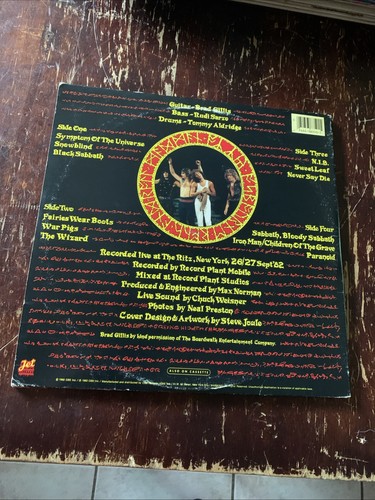 Guitar - Brad Gillis
Bass - Rudi Sarzo
Drums - Tommy Aldridge
Side One
Symptom Of The Universe
Snowblind
Black Sabbath
Side Three
N.I.B.
Sweet Leaf
Never Say Die
Side Two
Fairies Wear Boots
War Pigs
The Wizard
Side Four
Sabbath, Bloody Sabbath
Iron Man/Children Of The Grave
Paranoid
Recorded live at The Ritz, New York 26/27 Sept '82
Recorded by Record Plant Mobile
Mixed at Record Plant Studios
Produced & Engineered by Max Norman
Live Sound by Chuck Weisner
Photos by Neal Preston
Cover Design & Artwork by Steve Joule
Brad Gillis by kind permission of The Boardwalk Entertainment Company.
Jet
ALSO ON CASSETTE